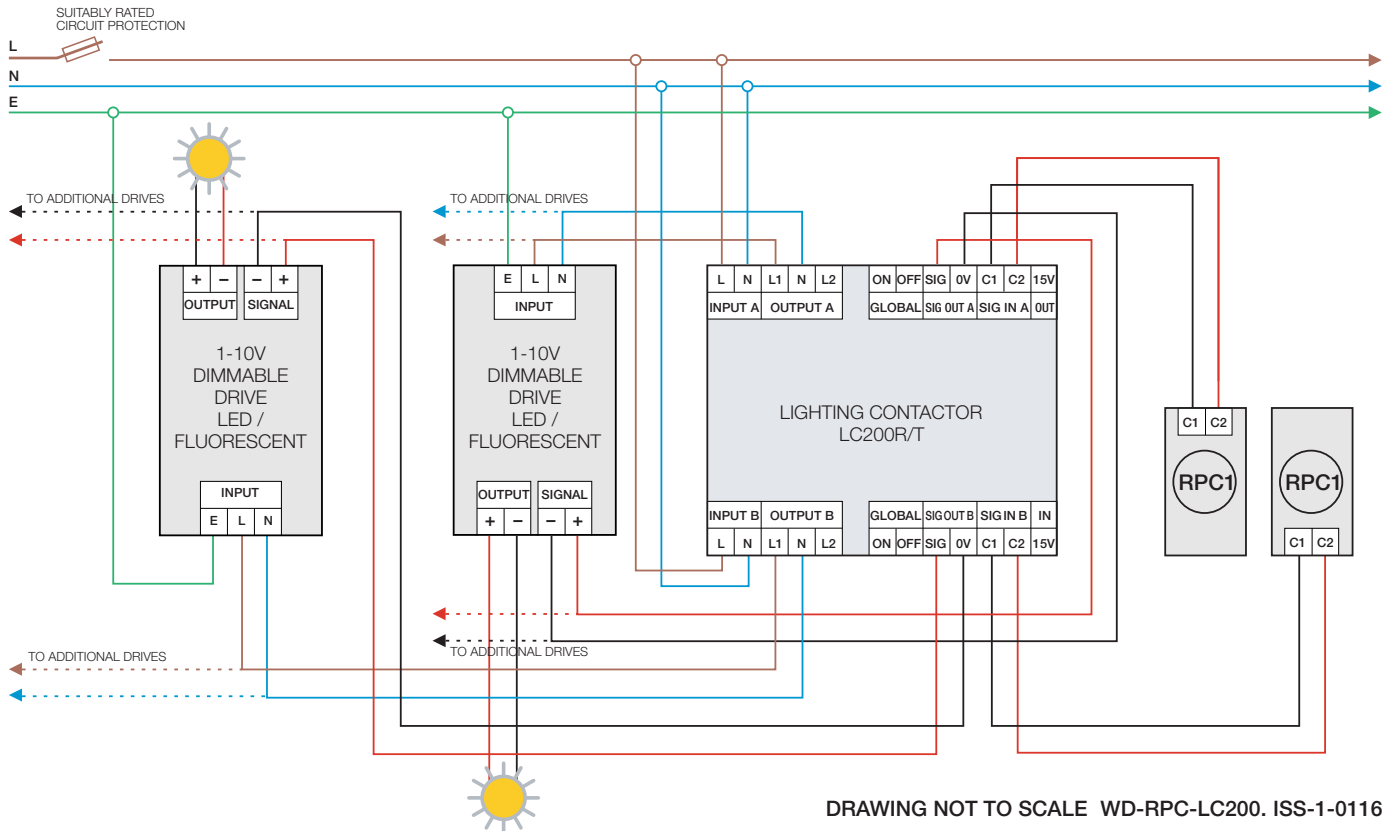 SUITABLY RATED
CIRCUIT PROTECTION
L
N
E
TO ADDITIONAL DRIVES
TO ADDITIONAL DRIVES
+ − − +
OUTPUT SIGNAL
1-10V
DIMMABLE
DRIVE
LED /
FLUORESCENT
INPUT
E L N
E L N
INPUT
1-10V
DIMMABLE
DRIVE
LED /
FLUORESCENT
OUTPUT SIGNAL
+ − − +
L N L1 N L2 ON OFF SIG 0V C1 C2 15V
INPUT A OUTPUT A GLOBAL SIG OUT A SIG IN A OUT
LIGHTING CONTACTOR
LC200R/T
INPUT B OUTPUT B GLOBAL SIG OUT B SIG IN B IN
L N L1 N L2 ON OFF SIG 0V C1 C2 15V
C1 C2
RPC1
RPC1
C1 C2
TO ADDITIONAL DRIVES
TO ADDITIONAL DRIVES
DRAWING NOT TO SCALE WD-RPC-LC200. ISS-1-0116